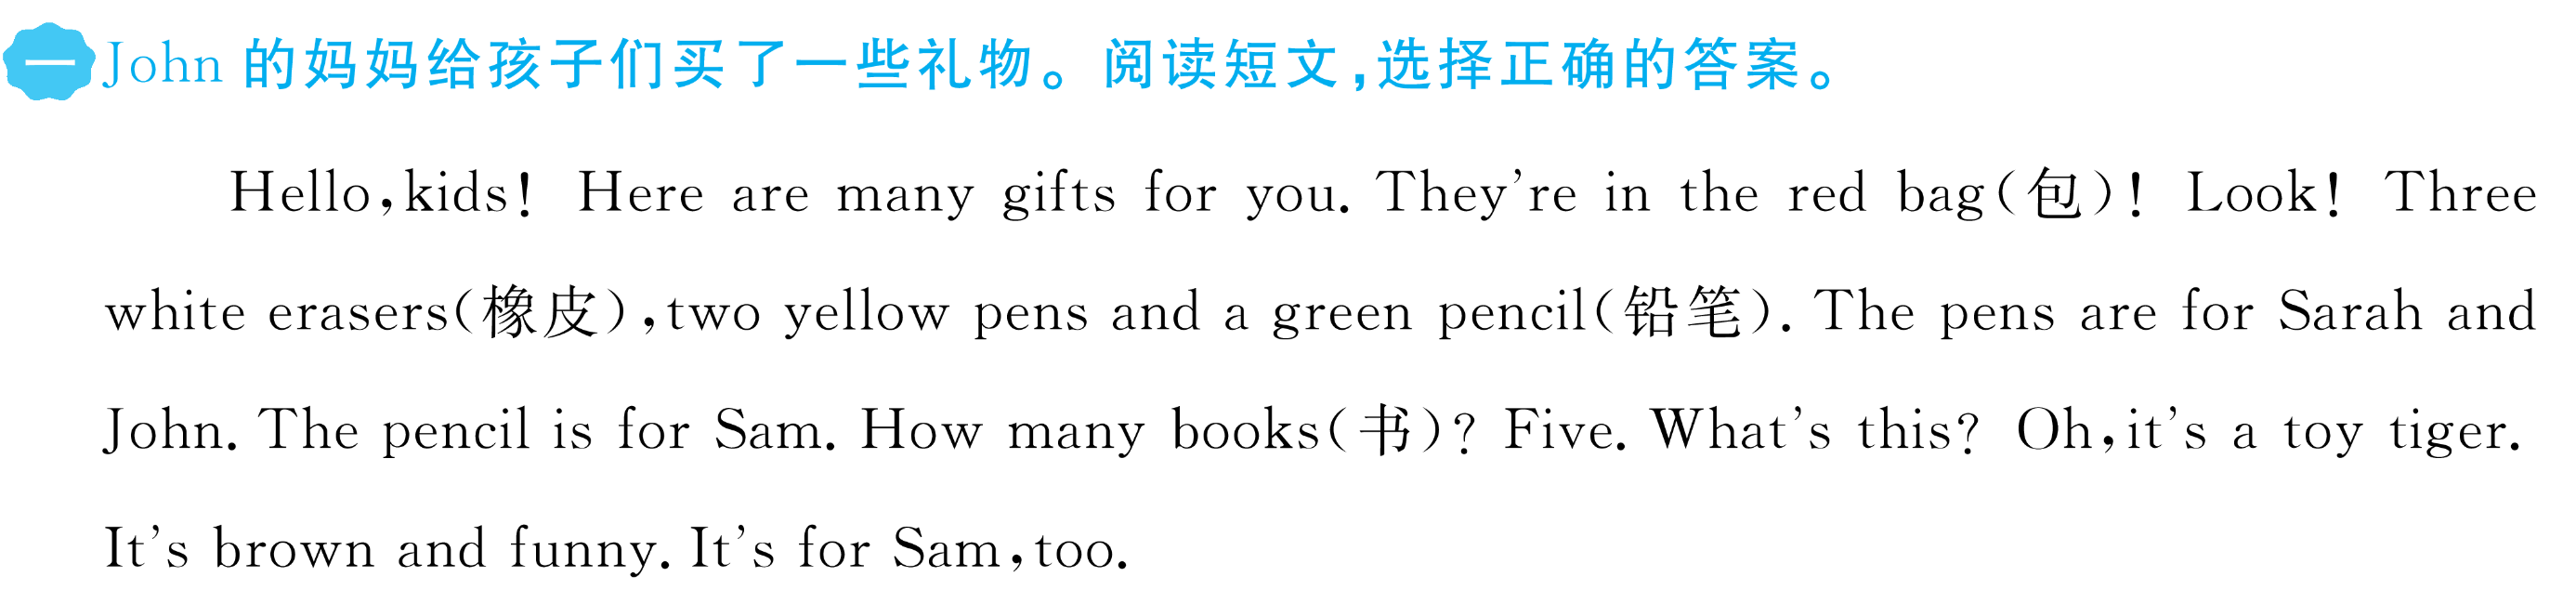 一 John 的妈妈给孩子们买了一些礼物。阅读短文,选择正确的答案。
Hello,kids! Here are many gifts for you. They're in the red bag(包)! Look! Three
white erasers(橡皮),two yellow pens and a green pencil(铅笔). The pens are for Sarah and
John. The pencil is for Sam. How many books(书)? Five. What's this? Oh,it's a toy tiger.
It's brown and funny. It's for Sam,too.